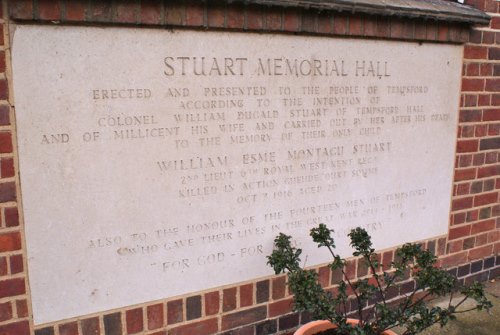 STUART MEMORIAL HALL
ERECTED AND PRESENTED TO THE PEOPLE OF TEMPSFORD
ACCORDING TO THE INTENTION OF
COLONEL WILLIAM DUGALD STUART OF TEMPSFORD HALL
AND OF MILLICENT HIS WIFE AND CARRIED OUT BY HER AFTER HIS DEATH
TO THE MEMORY OF THEIR ONLY CHILD
WILLIAM ESME MONTAGU STUART
2ND LIEUT ROYAL WEST KENT REGT
KILLED IN ACTION SOMME
OCT 7 1916 AGED 20
ALSO TO THE HONOUR OF THE FOURTEEN MEN OF TEMPSFORD
WHO GAVE THEIR LIVES IN THE GREAT WAR
"FOR GOD - FOR COUNTRY"